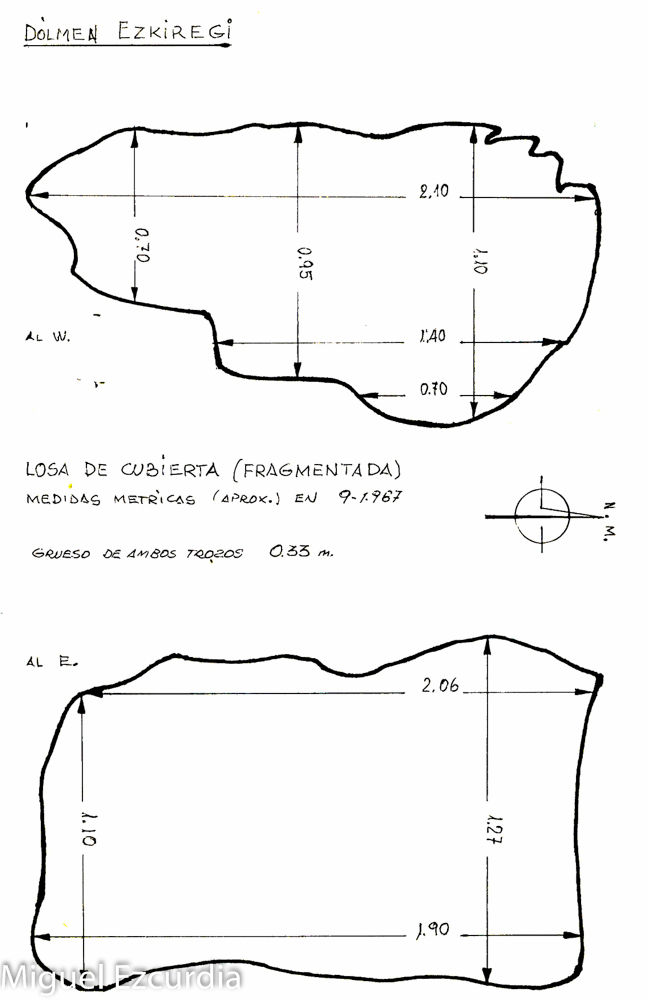 DÓLMEN EZKIREGI
2,10
0.70
0.95
1.10
AL W.
1.40
0.70
LOSA DE CUBIERTA (FRAGMENTADA)
MEDIDAS METRICAS (APROX.) EN 9-1.967
N. M.
GRUESO DE AMBOS TROZOS 0.33 m.
AL E.
2.06
1.10
1.27
1.90
Miguel Ezcurdia